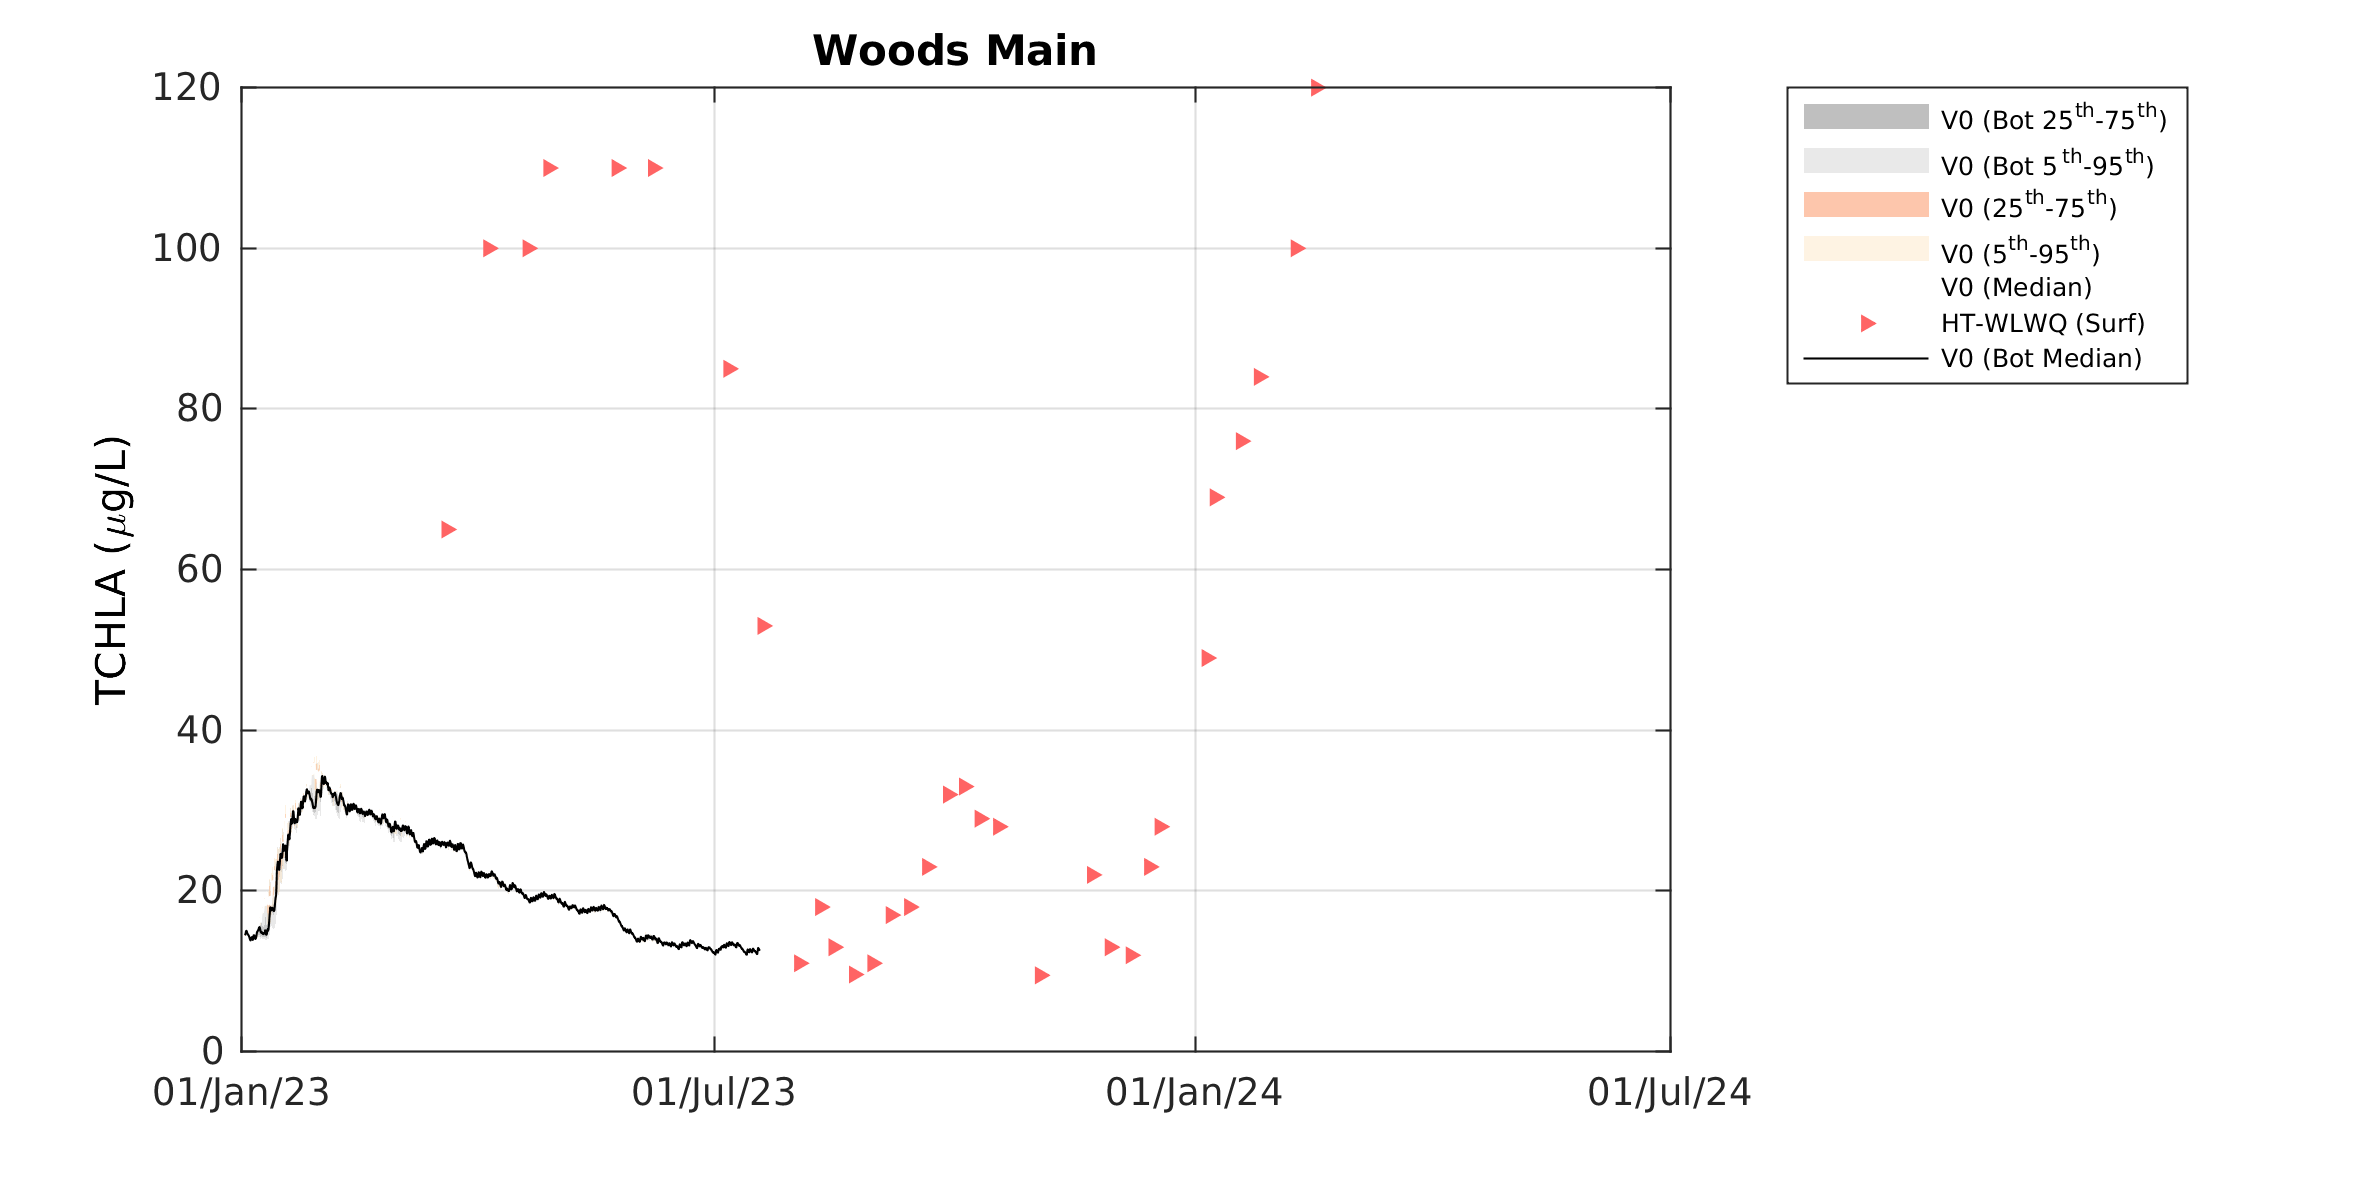 Woods Main
TCHLA (μg/L)
120
100
80
60
40
20
0
01/Jan/23
01/Jul/23
01/Jan/24
01/Jul/24
V0 (Bot 25th-75th)
V0 (Bot 5th-95th)
V0 (25th-75th)
V0 (5th-95th)
V0 (Median)
HT-WLWQ (Surf)
V0 (Bot Median)